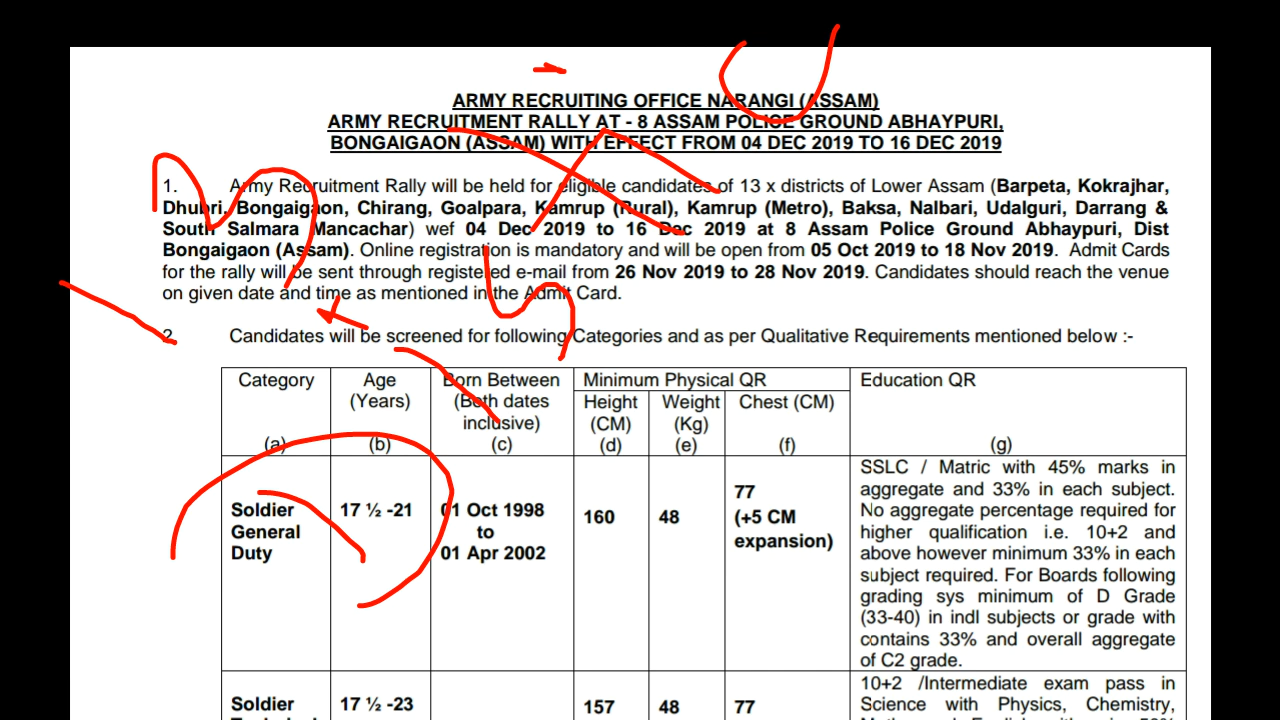 ARMY RECRUITING OFFICE NARANGI (ASSAM)
ARMY RECRUITMENT RALLY AT - 8 ASSAM POLICE GROUND ABHAYPURI,
BONGAIGAON (ASSAM) WITH EFFECT FROM 04 DEC 2019 TO 16 DEC 2019
1. Army Recruitment Rally will be held for eligible candidates of 13 x districts of Lower Assam (Barpeta, Kokrajhar,
Dhubri, Bongaigaon, Chirang, Goalpara, Kamrup (Rural), Kamrup (Metro), Baksa, Nalbari, Udalguri, Darrang &
South Salmara Mancachar) wef 04 Dec 2019 to 16 Dec 2019 at 8 Assam Police Ground Abhaypuri, Dist
Bongaigaon (Assam). Online registration is mandatory and will be open from 05 Oct 2019 to 18 Nov 2019. Admit Cards
for the rally will be sent through registered e-mail from 26 Nov 2019 to 28 Nov 2019. Candidates should reach the venue
on given date and time as mentioned in the Admit Card.
2. Candidates will be screened for following Categories and as per Qualitative Requirements mentioned below :-
Category
(a)
Age
(Years)
(b)
Born Between
(Both dates
inclusive)
(c)
Minimum Physical QR
Height
(CM)
(d)
Weight
(Kg)
(e)
Chest (CM)
(f)
Education QR
(g)
Soldier
General
Duty
17 ½ -21
01 Oct 1998
to
01 Apr 2002
160
48
77
(+5 CM
expansion)
SSLC / Matric with 45% marks in
aggregate and 33% in each subject.
No aggregate percentage required for
higher qualification i.e. 10+2 and
above however minimum 33% in each
subject required. For Boards following
grading sys minimum of D Grade
(33-40) in indl subjects or grade with
contains 33% and overall aggregate
of C2 grade.
Soldier
17 ½ -23
157
48
77
10+2 /Intermediate exam pass in
Science with Physics, Chemistry,